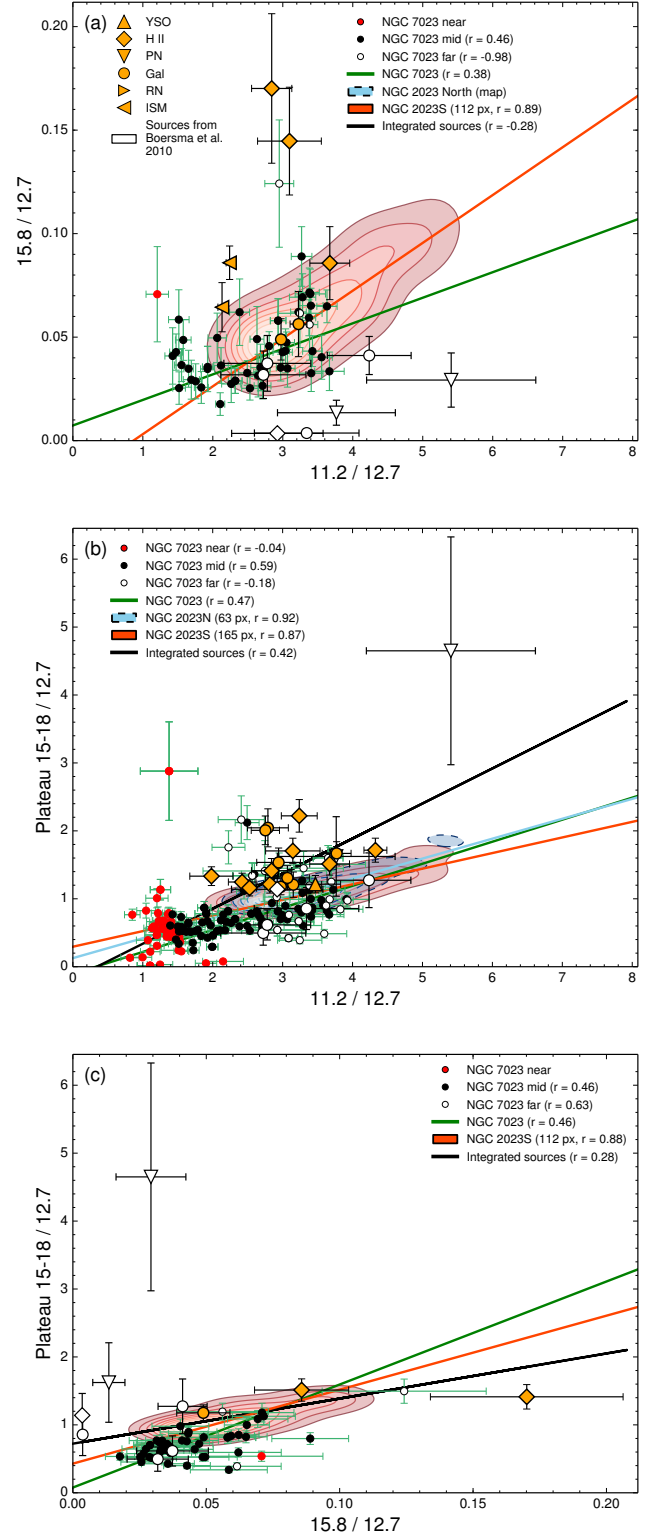 (a)
YSO
H II
PN
Gal
RN
ISM
Sources from
Boersma et al.
2010
NGC 7023 near
NGC 7023 mid (r = 0.46)
NGC 7023 far (r = -0.98)
NGC 7023 (r = 0.38)
NGC 2023 North (map)
NGC 2023S (112 px, r = 0.89)
Integrated sources (r = -0.28)
0.20
0.15
0.10
0.05
0.00
15.8 / 12.7
0 1 2 3 4 5 6 7 8
11.2 / 12.7
(b)
NGC 7023 near (r = -0.04)
NGC 7023 mid (r = 0.59)
NGC 7023 far (r = -0.18)
NGC 7023 (r = 0.47)
NGC 2023N (63 px, r = 0.92)
NGC 2023S (165 px, r = 0.87)
Integrated sources (r = 0.42)
6
5
4
3
2
1
0
Plateau 15-18 / 12.7
0 1 2 3 4 5 6 7 8
11.2 / 12.7
(c)
NGC 7023 near
NGC 7023 mid (r = 0.46)
NGC 7023 far (r = 0.63)
NGC 7023 (r = 0.46)
NGC 2023S (112 px, r = 0.88)
Integrated sources (r = 0.28)
6
5
4
3
2
1
0
Plateau 15-18 / 12.7
0.00 0.05 0.10 0.15 0.20
15.8 / 12.7